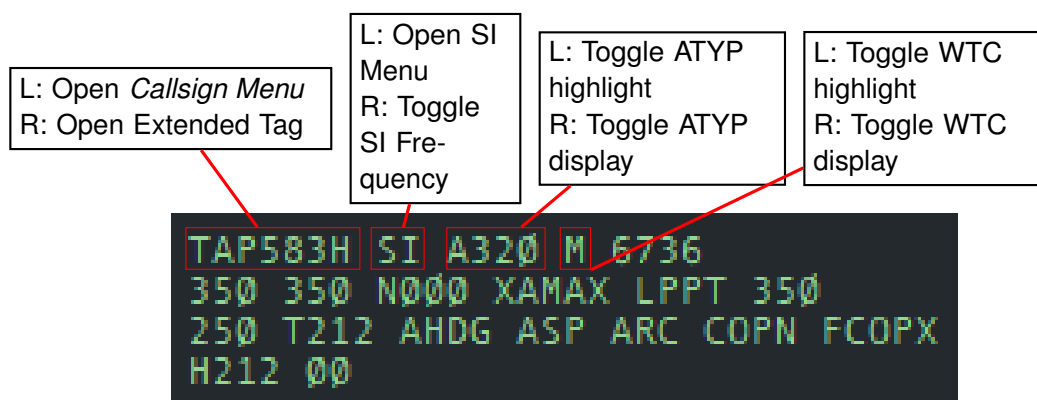 L: Open Callsign Menu
R: Open Extended Tag
L: Open SI
Menu
R: Toggle
SI Fre-
quency
L: Toggle ATYP
highlight
R: Toggle ATYP
display
L: Toggle WTC
highlight
R: Toggle WTC
display
TAP583H SI A320 M 6736
350 350 N000 XAMAX LPPT 350
250 T212 AHDG ASP ARC COPN FCOPX
H212 00